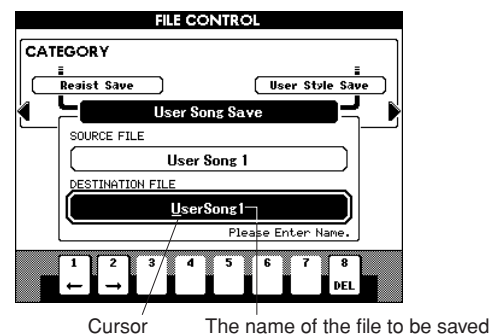 FILE CONTROL
CATEGORY
Regist Save User Style Save
User Song Save
SOURCE FILE
User Song 1
DESTINATION FILE
UserSong1
Please Enter Name.
1 2 3 4 5 6 7 8
← → DEL
Cursor The name of the file to be saved